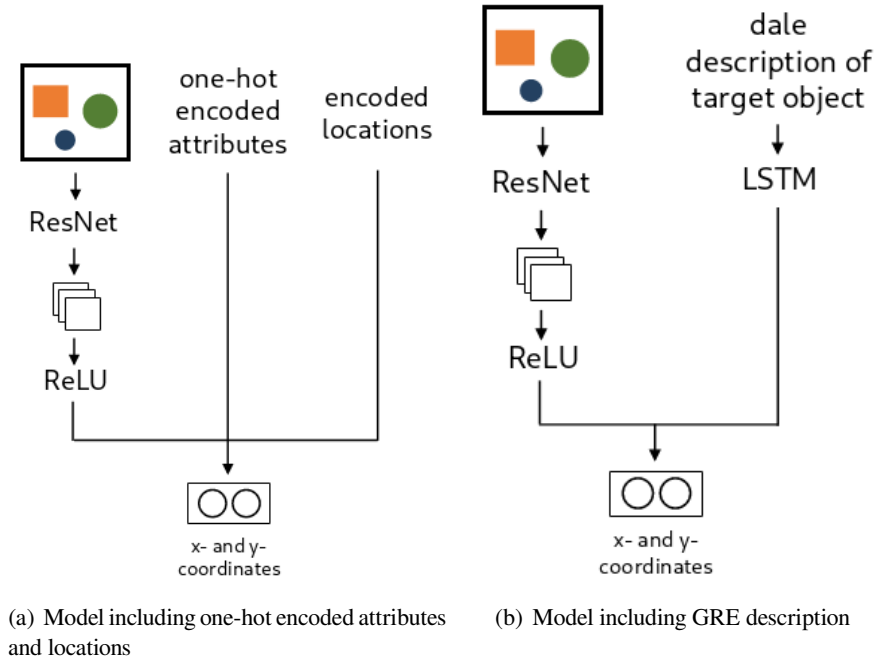 one-hot
encoded
attributes
encoded
locations
ResNet
ReLU
x- and y-
coordinates
(a) Model including one-hot encoded attributes
and locations
dale
description of
target object
ResNet
LSTM
ReLU
x- and y-
coordinates
(b) Model including GRE description